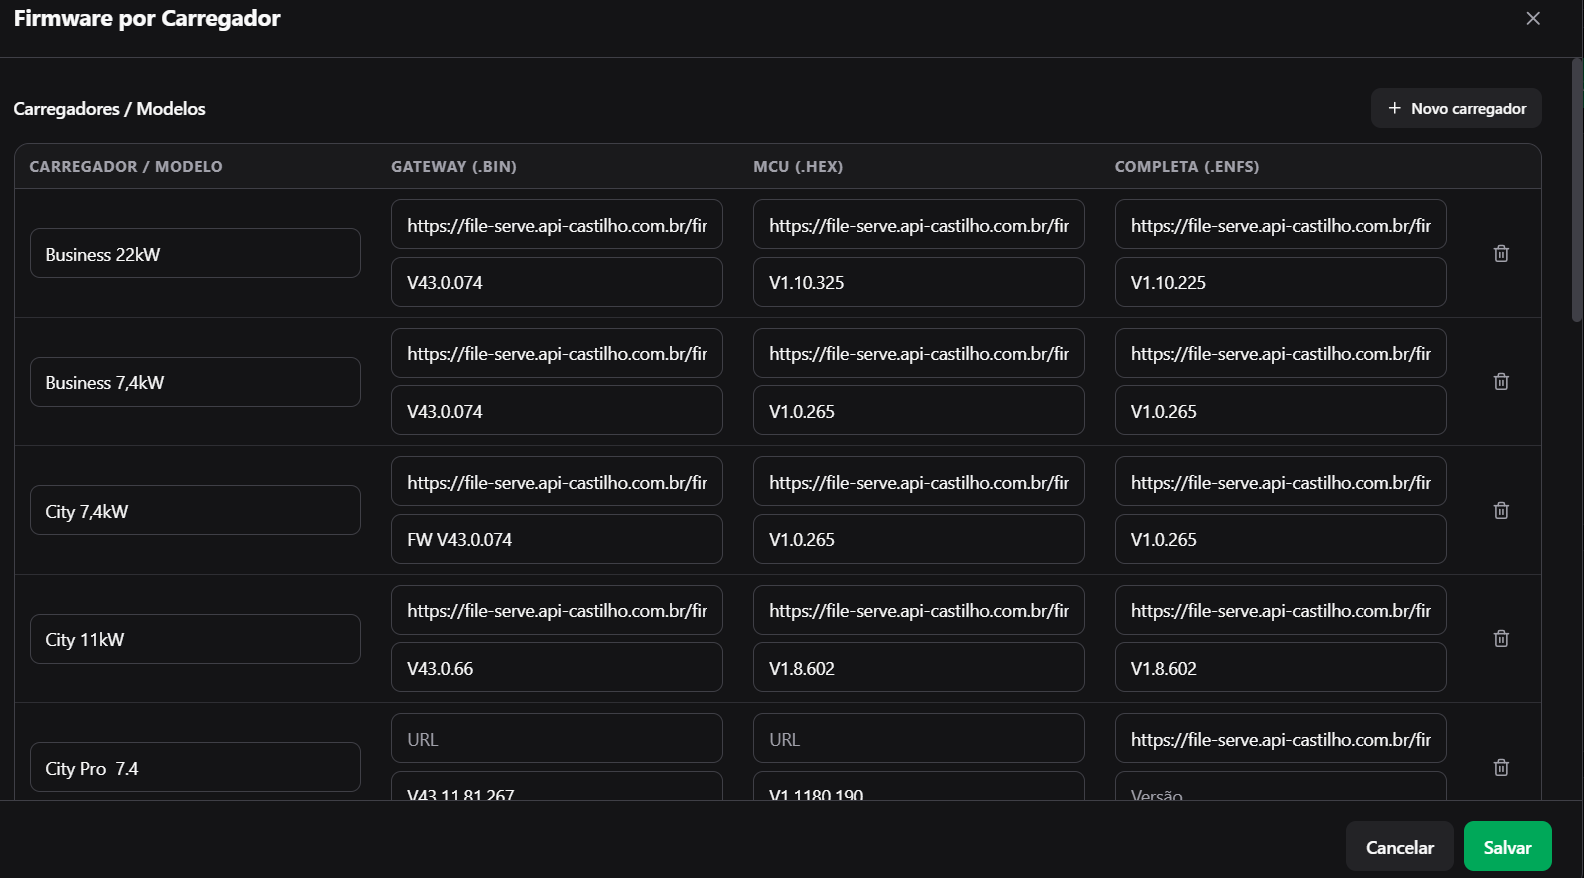 Firmware por Carregador
Carregadores / Modelos
+ Novo carregador
CARREGADOR / MODELO GATEWAY (.BIN) MCU (.HEX) COMPLETA (.ENFS)
https://file-serve.api-castilho.com.br/fir https://file-serve.api-castilho.com.br/fir https://file-serve.api-castilho.com.br/fir
Business 22kW
V43.0.074 V1.10.325 V1.10.225
https://file-serve.api-castilho.com.br/fir https://file-serve.api-castilho.com.br/fir https://file-serve.api-castilho.com.br/fir
Business 7,4kW
V43.0.074 V1.0.265 V1.0.265
https://file-serve.api-castilho.com.br/fir https://file-serve.api-castilho.com.br/fir https://file-serve.api-castilho.com.br/fir
City 7,4kW
FW V43.0.074 V1.0.265 V1.0.265
https://file-serve.api-castilho.com.br/fir https://file-serve.api-castilho.com.br/fir https://file-serve.api-castilho.com.br/fir
City 11kW
V43.0.66 V1.8.602 V1.8.602
URL URL https://file-serve.api-castilho.com.br/fir
City Pro  7.4
V43.11.81.267 V1.1180.190 Versão
Cancelar Salvar